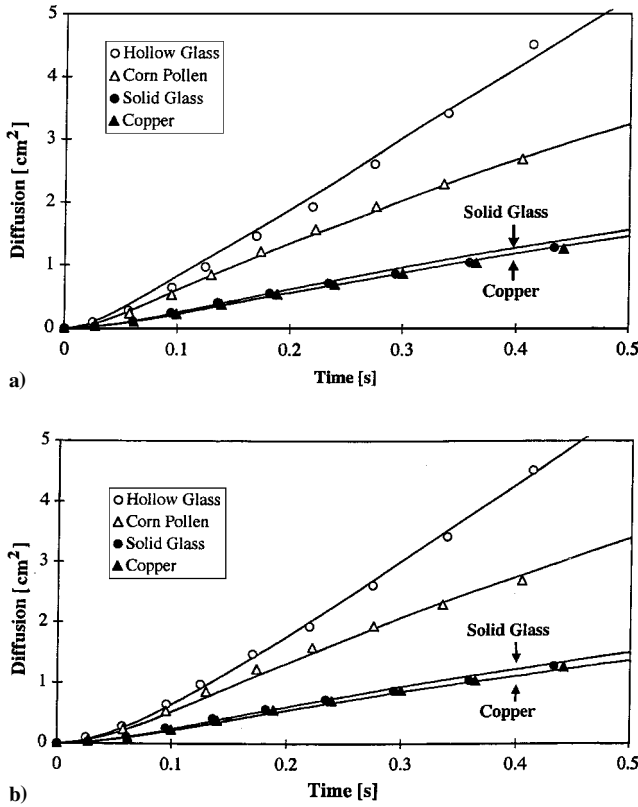 5
Hollow Glass
Corn Pollen
Solid Glass
Copper
4
3
2
1
0
Diffusion [cm²]
Solid Glass
Copper
0
0.1
0.2
0.3
0.4
0.5
Time [s]
a)
5
Hollow Glass
Corn Pollen
Solid Glass
Copper
4
3
2
1
0
Diffusion [cm²]
Solid Glass
Copper
0
0.1
0.2
0.3
0.4
0.5
Time [s]
b)